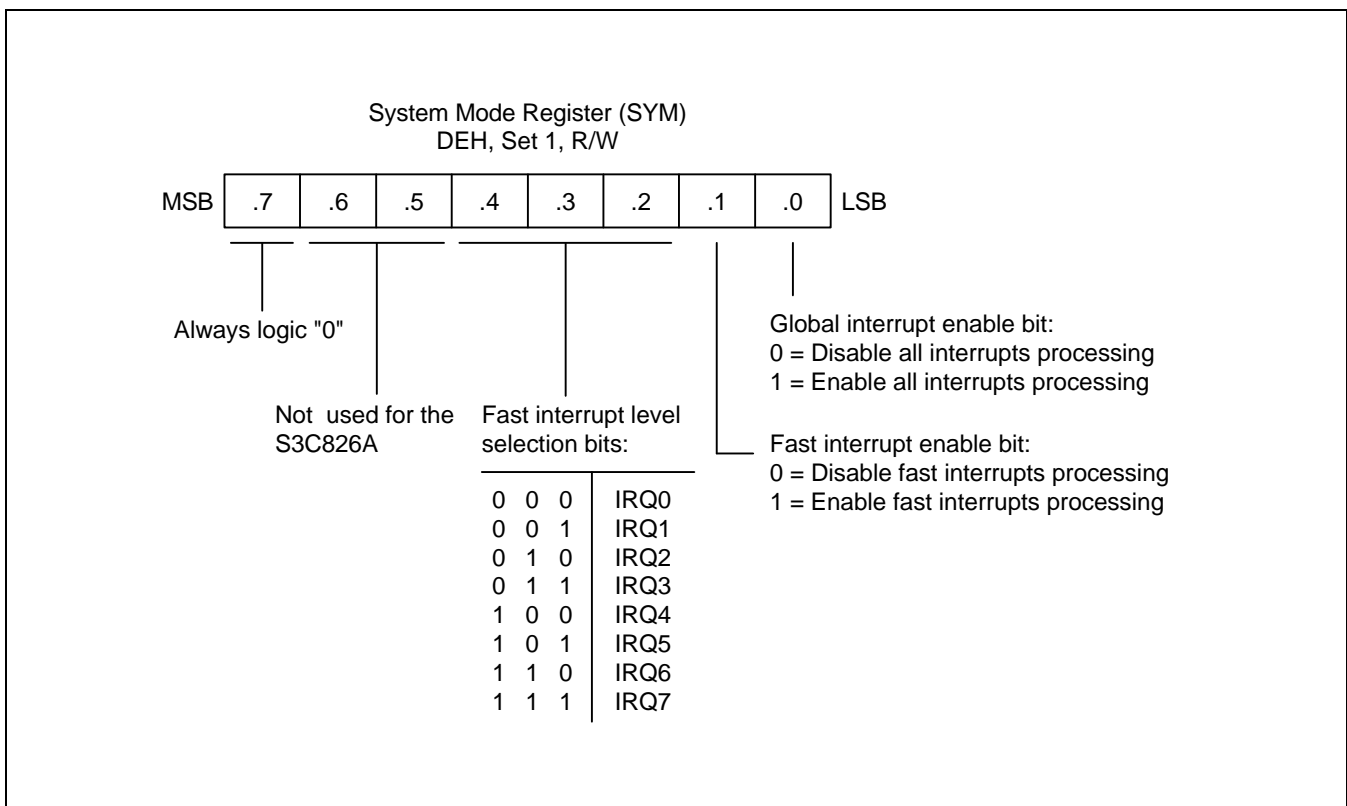 System Mode Register (SYM)
DEH, Set 1, R/W
MSB .7 .6 .5 .4 .3 .2 .1 .0 LSB
Always logic "0"
Not used for the
S3C826A
Fast interrupt level
selection bits:
0 0 0 IRQ0
0 0 1 IRQ1
0 1 0 IRQ2
0 1 1 IRQ3
1 0 0 IRQ4
1 0 1 IRQ5
1 1 0 IRQ6
1 1 1 IRQ7
Global interrupt enable bit:
0 = Disable all interrupts processing
1 = Enable all interrupts processing
Fast interrupt enable bit:
0 = Disable fast interrupts processing
1 = Enable fast interrupts processing